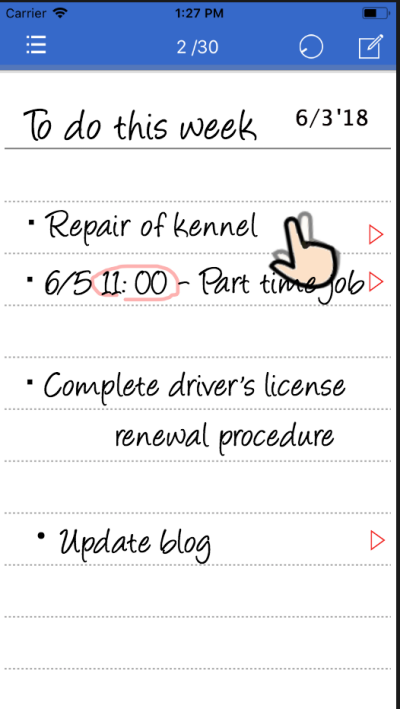 Carrier 1:27 PM
2 /30
To do this week 6/3'18
· Repair of kennel
· 6/5 11:00 - Part time job
· Complete driver's license
renewal procedure
• Update blog